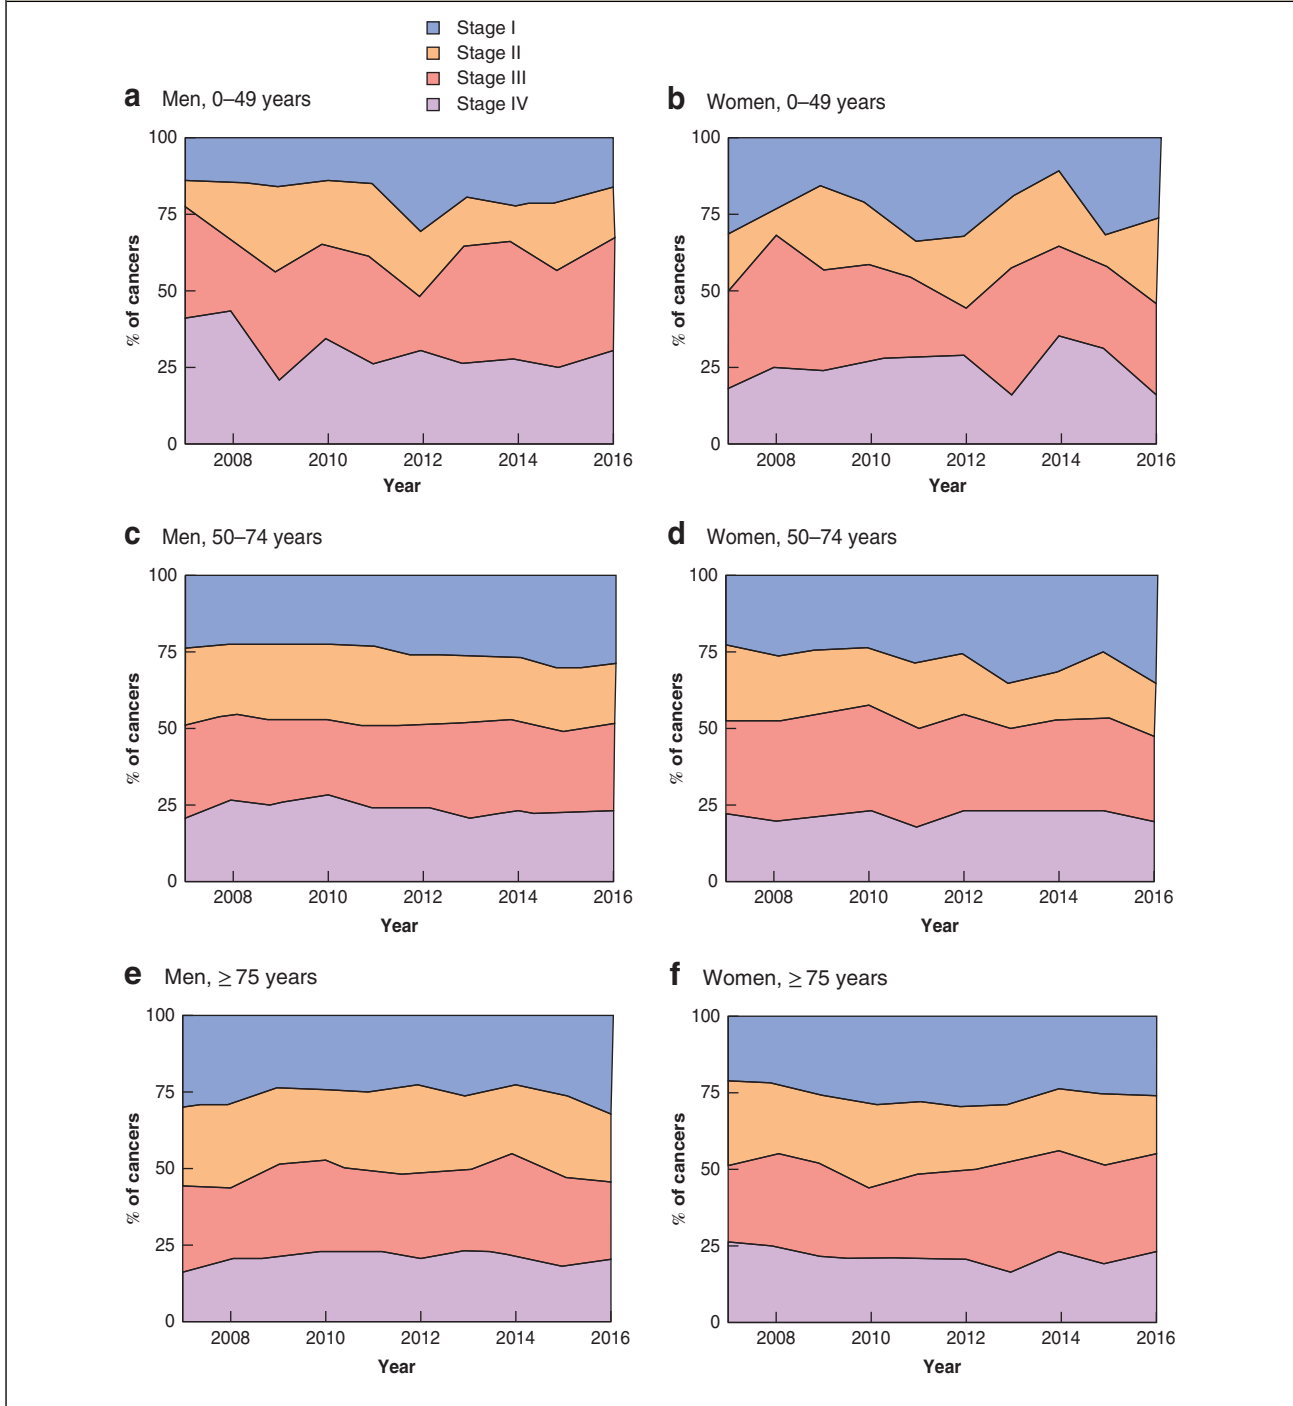 Stage I
Stage II
Stage III
Stage IV
a Men, 0–49 years
100
75
50
25
0
% of cancers
2008 2010 2012 2014 2016
Year
b Women, 0–49 years
100
75
50
25
0
% of cancers
2008 2010 2012 2014 2016
Year
c Men, 50–74 years
100
75
50
25
0
% of cancers
2008 2010 2012 2014 2016
Year
d Women, 50–74 years
100
75
50
25
0
% of cancers
2008 2010 2012 2014 2016
Year
e Men, ≥ 75 years
100
75
50
25
0
% of cancers
2008 2010 2012 2014 2016
Year
f Women, ≥ 75 years
100
75
50
25
0
% of cancers
2008 2010 2012 2014 2016
Year